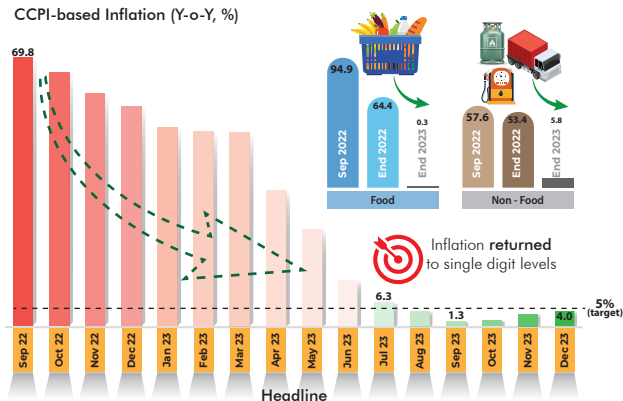 CCPI-based Inflation (Y-o-Y, %)
69.8
94.9
Sep 2022
64.4
End 2022
0.3
End 2023
Food
57.6
Sep 2022
53.4
End 2022
5.8
End 2023
Non - Food
Inflation returned
to single digit levels
5%
(target)
6.3
1.3
4.0
Sep 22
Oct 22
Nov 22
Dec 22
Jan 23
Feb 23
Mar 23
Apr 23
May 23
Jun 23
Jul 23
Aug 23
Sep 23
Oct 23
Nov 23
Dec 23
Headline